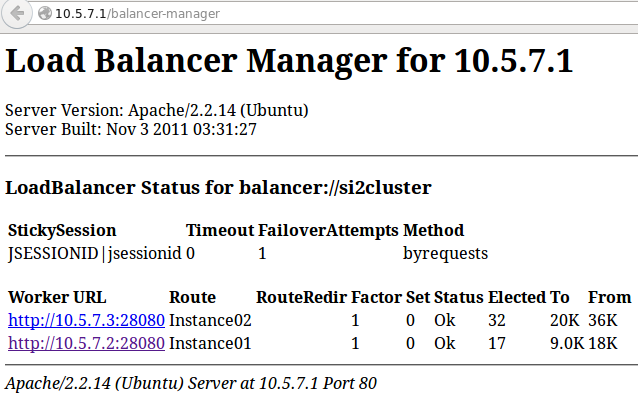 10.5.7.1/balancer-manager
Load Balancer Manager for 10.5.7.1
Server Version: Apache/2.2.14 (Ubuntu)
Server Built: Nov 3 2011 03:31:27
LoadBalancer Status for balancer://si2cluster
StickySession Timeout FailoverAttempts Method
JSESSIONID|jsessionid 0 1 byrequests
Worker URL Route RouteRedir Factor Set Status Elected To From
http://10.5.7.3:28080 Instance02 1 0 Ok 32 20K 36K
http://10.5.7.2:28080 Instance01 1 0 Ok 17 9.0K 18K
Apache/2.2.14 (Ubuntu) Server at 10.5.7.1 Port 80